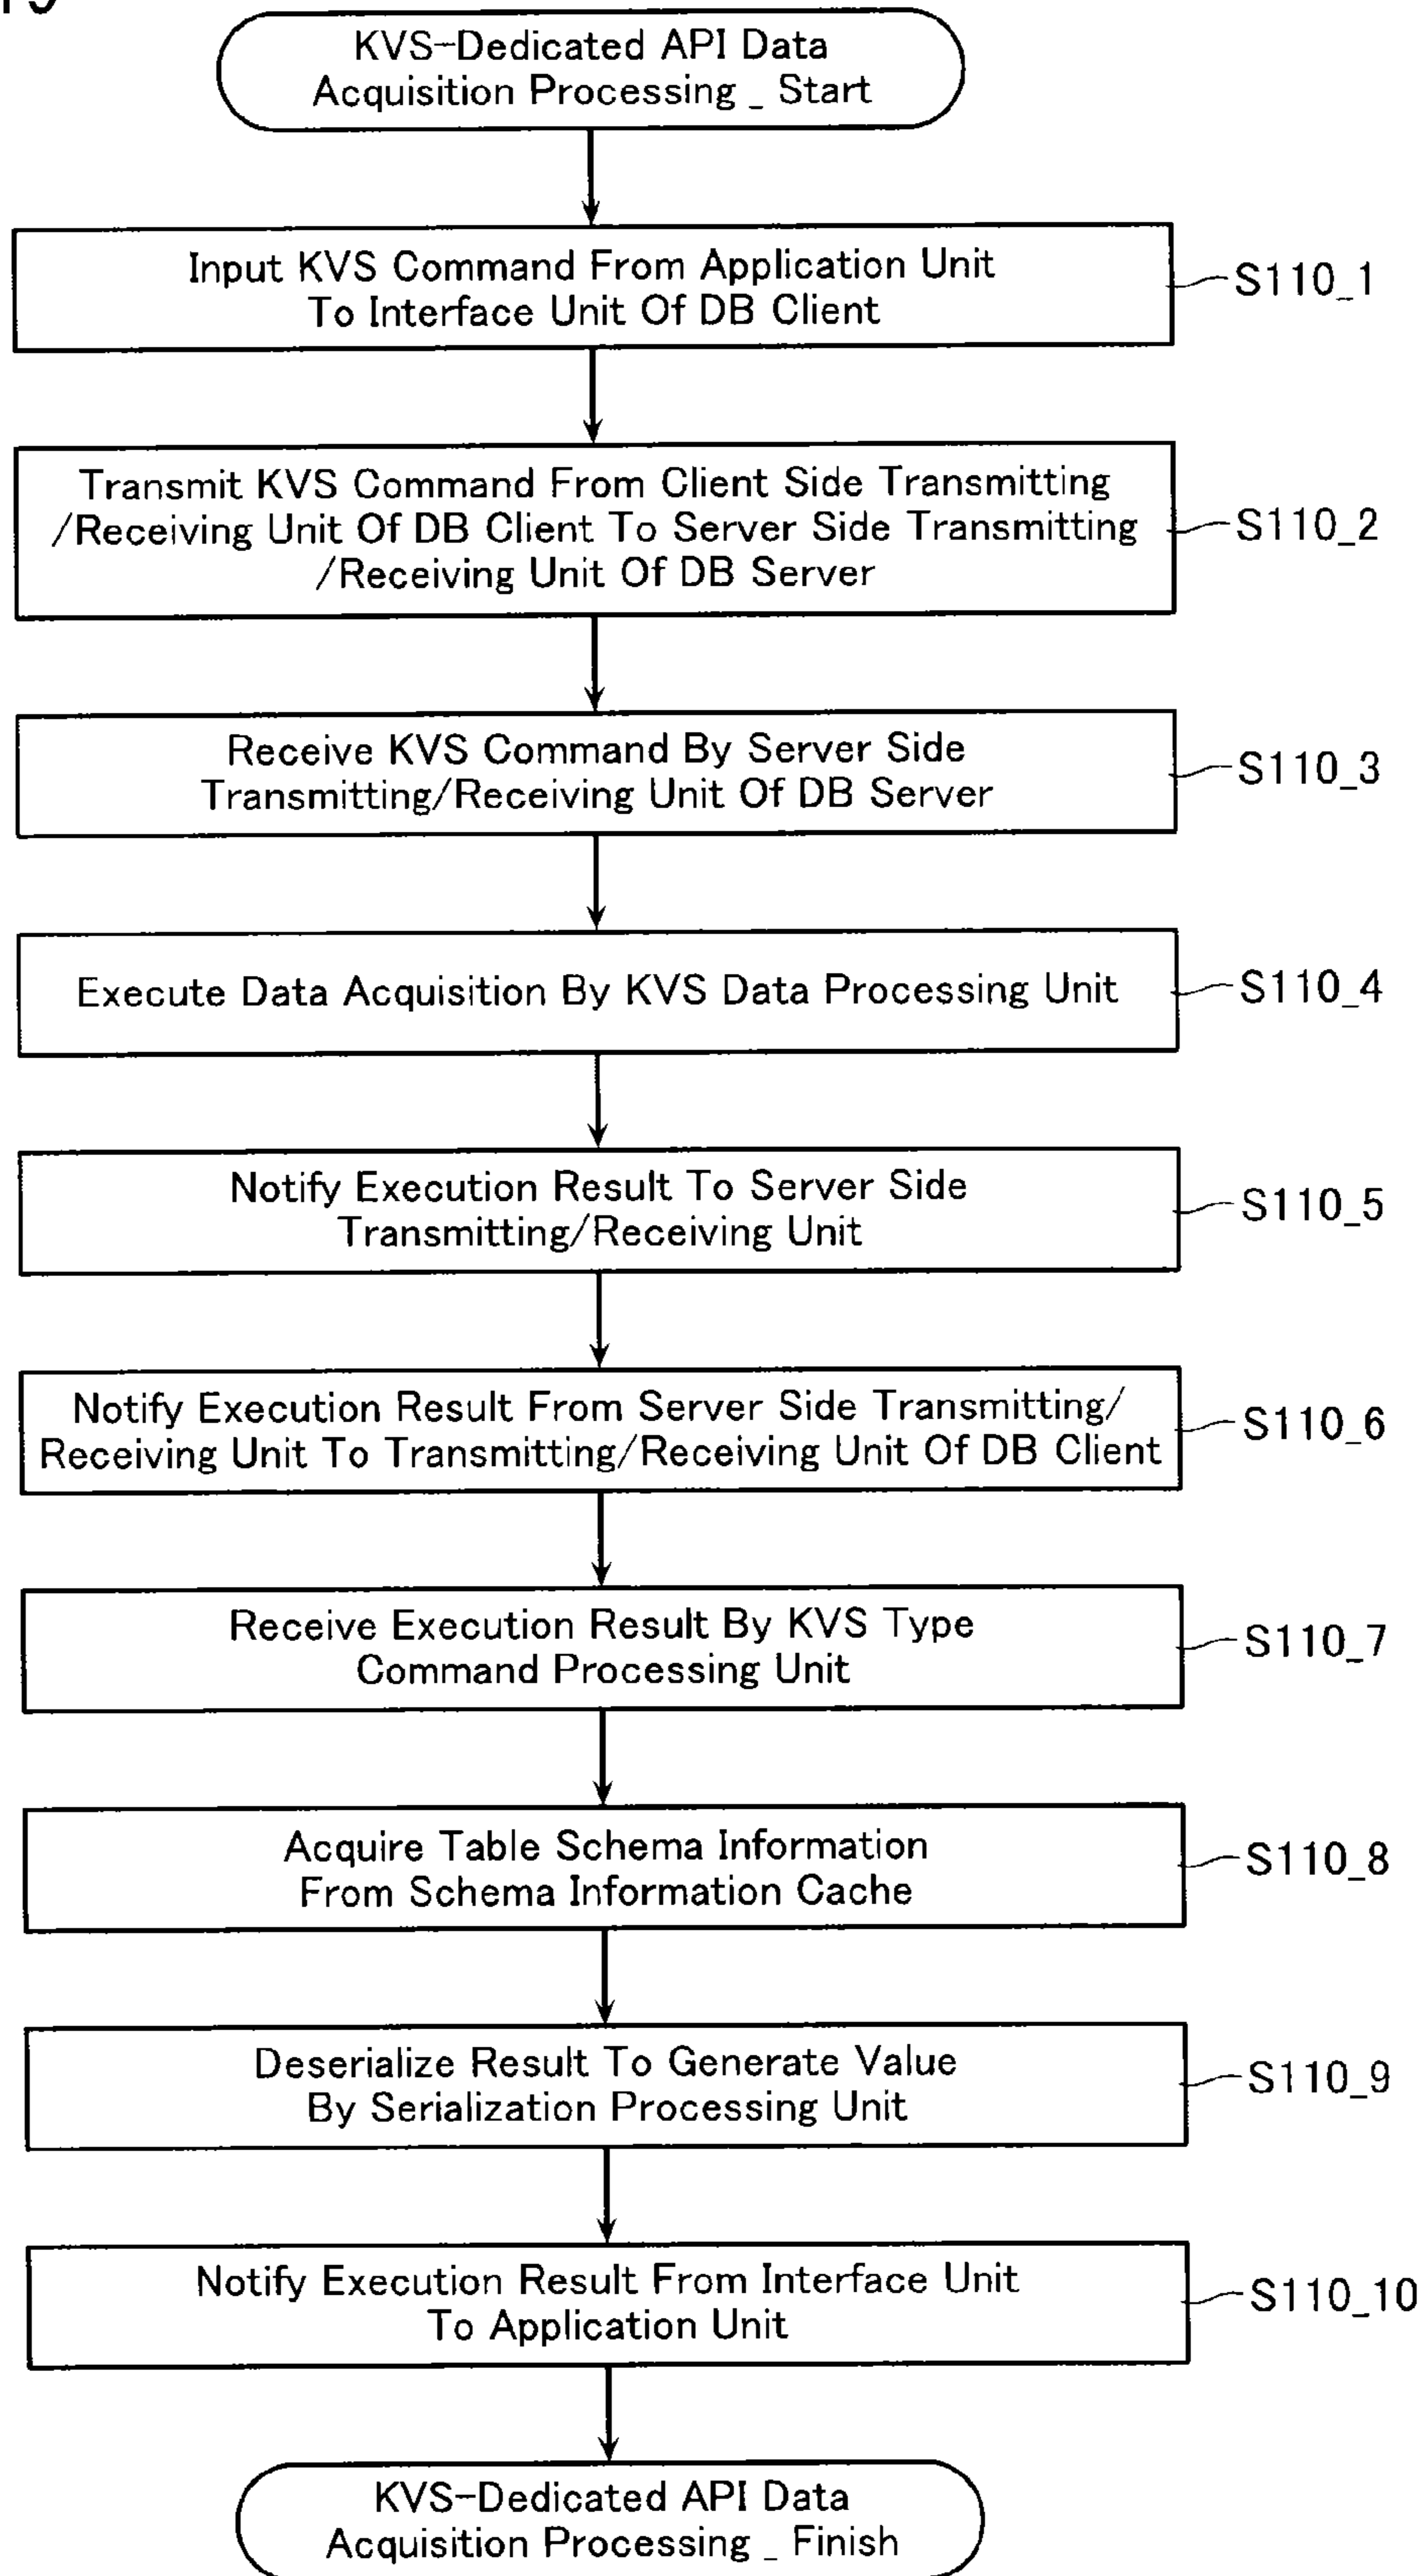 KVS-Dedicated API Data
Acquisition Processing _ Start
Input KVS Command From Application Unit
To Interface Unit Of DB Client
S110_1
Transmit KVS Command From Client Side Transmitting
/Receiving Unit Of DB Client To Server Side Transmitting
/Receiving Unit Of DB Server
S110_2
Receive KVS Command By Server Side
Transmitting/Receiving Unit Of DB Server
S110_3
Execute Data Acquisition By KVS Data Processing Unit
S110_4
Notify Execution Result To Server Side
Transmitting/Receiving Unit
S110_5
Notify Execution Result From Server Side Transmitting/
Receiving Unit To Transmitting/Receiving Unit Of DB Client
S110_6
Receive Execution Result By KVS Type
Command Processing Unit
S110_7
Acquire Table Schema Information
From Schema Information Cache
S110_8
Deserialize Result To Generate Value
By Serialization Processing Unit
S110_9
Notify Execution Result From Interface Unit
To Application Unit
S110_10
KVS-Dedicated API Data
Acquisition Processing _ Finish